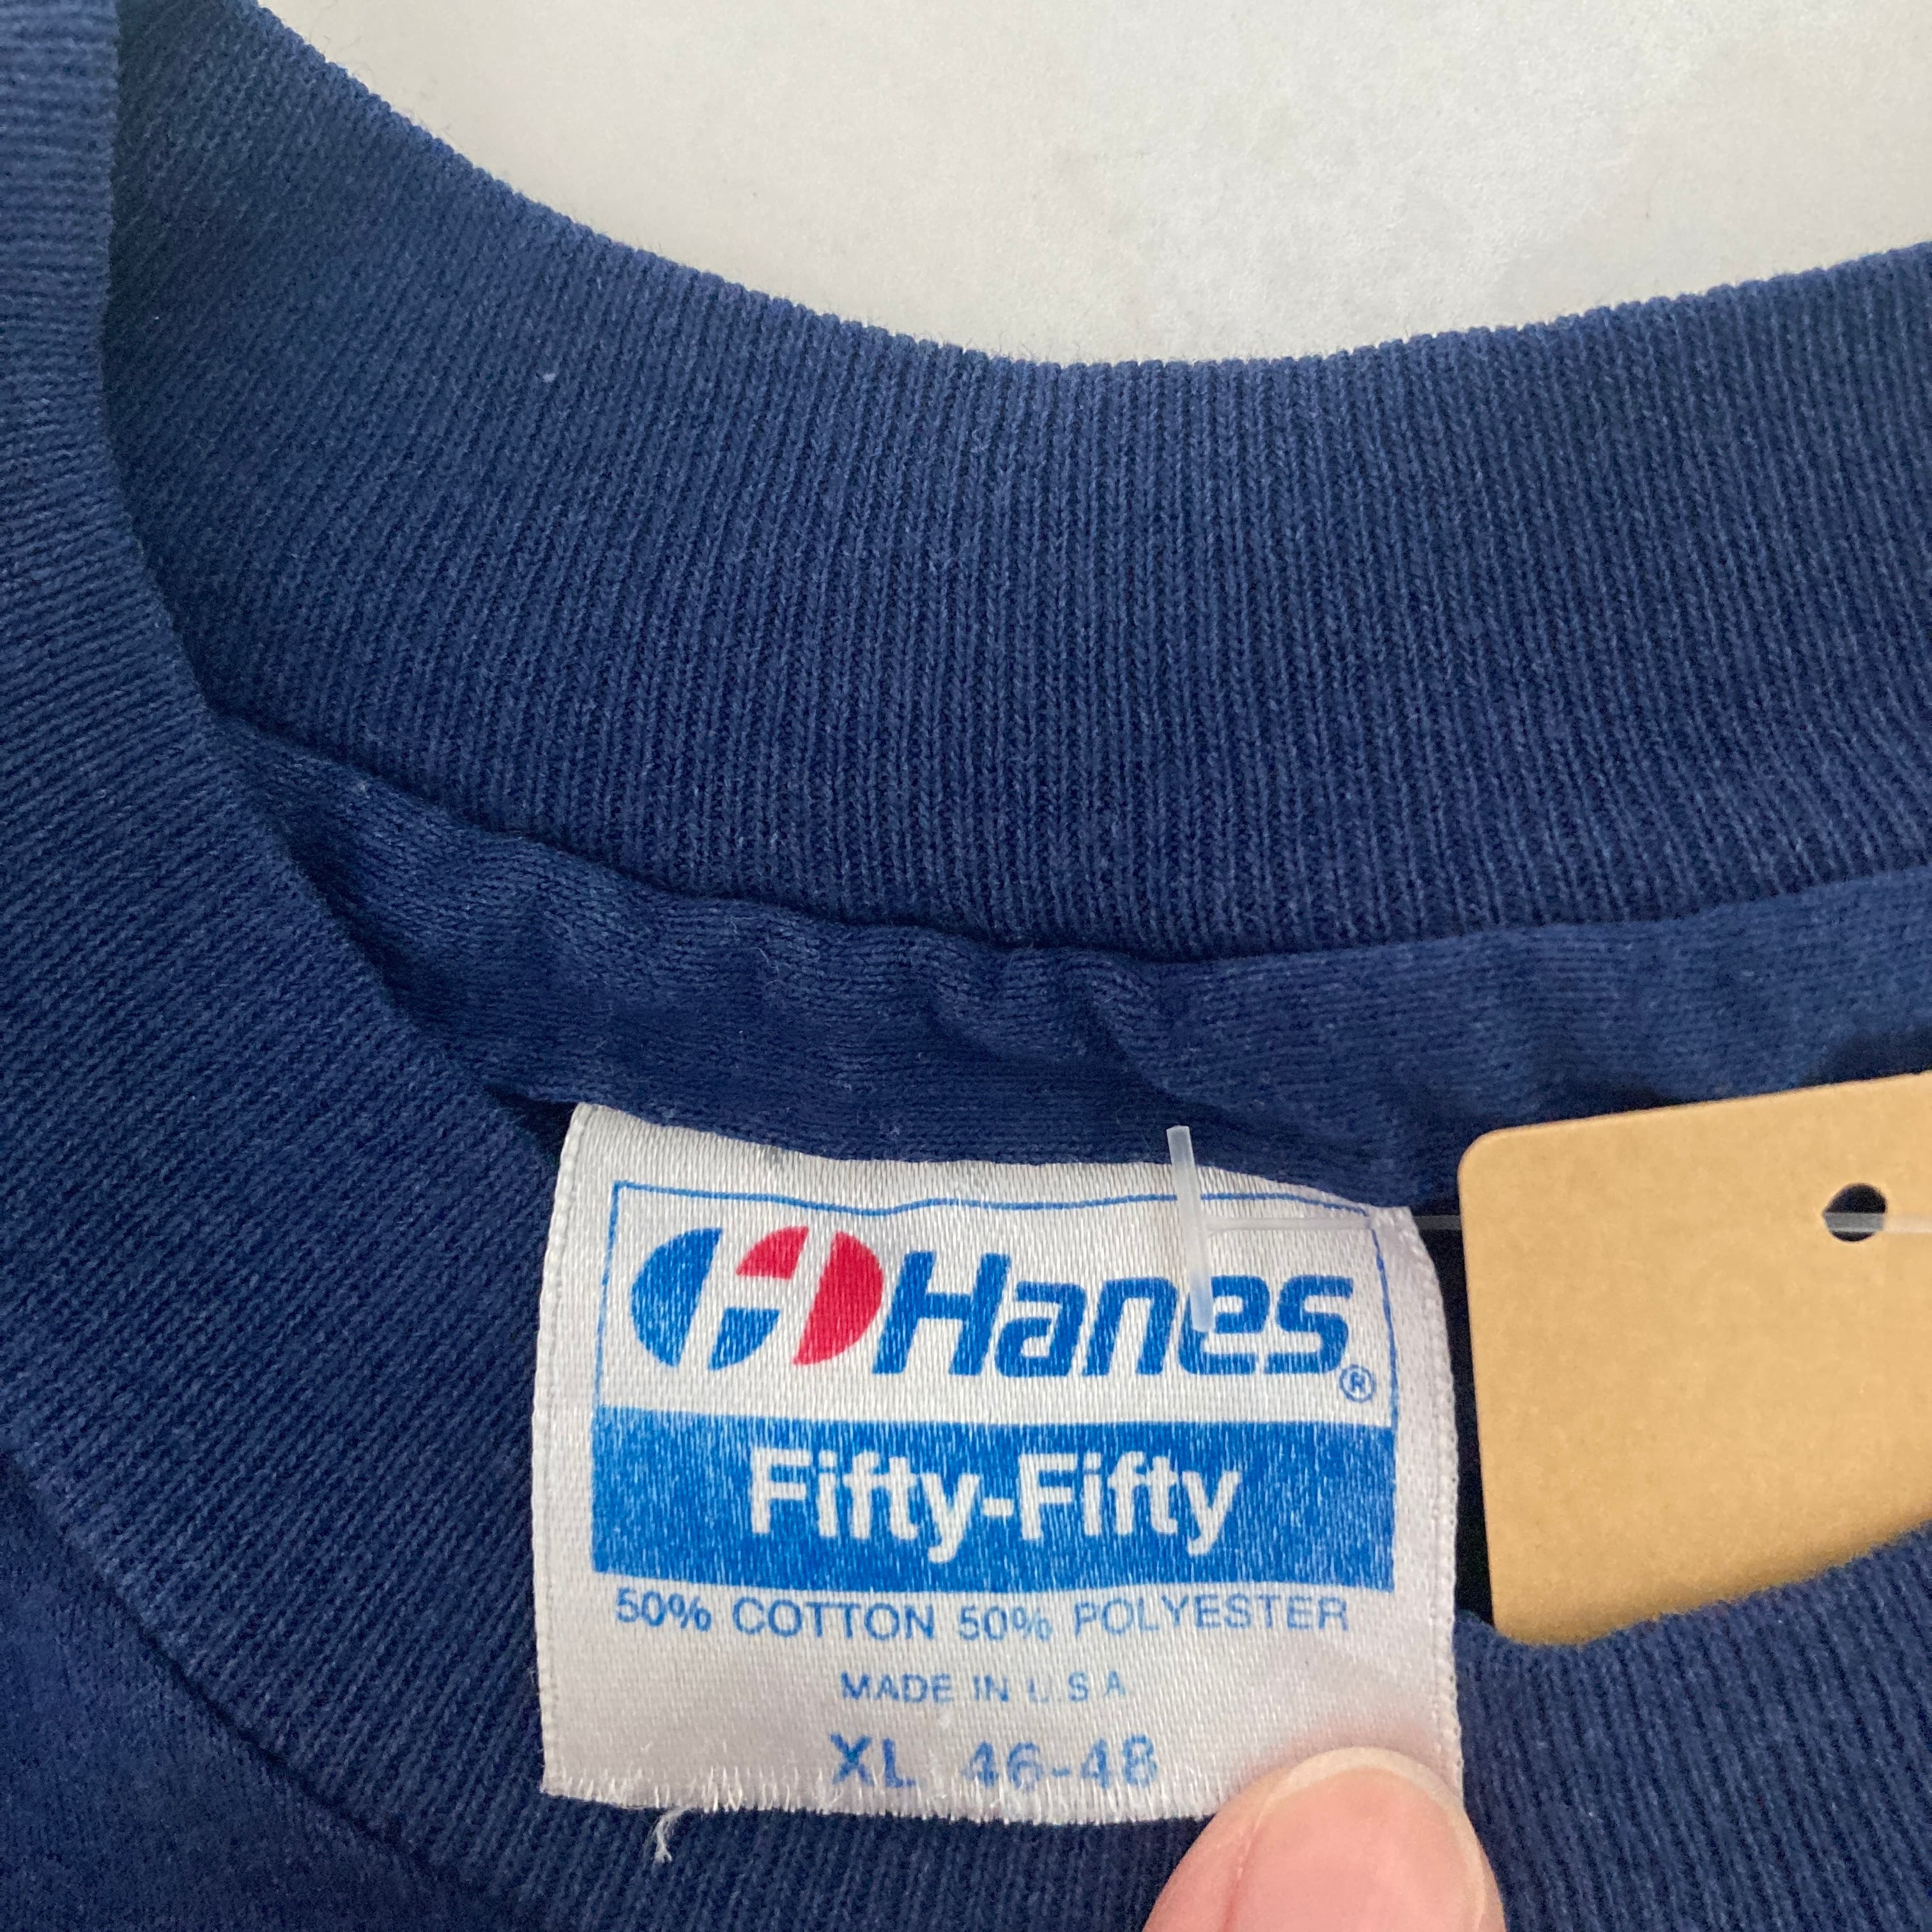 Hanes®
Fifty-Fifty
50% COTTON 50% POLYESTER
MADE IN U.S.A
XL 46-48